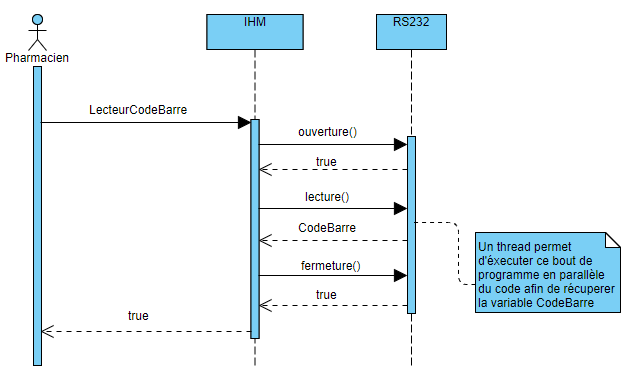 IHM
RS232
Pharmacien
LecteurCodeBarre
ouverture()
true
lecture()
CodeBarre
fermeture()
true
true
Un thread permet
d'éxecuter ce bout de
programme en parallèle
du code afin de récuperer
la variable CodeBarre